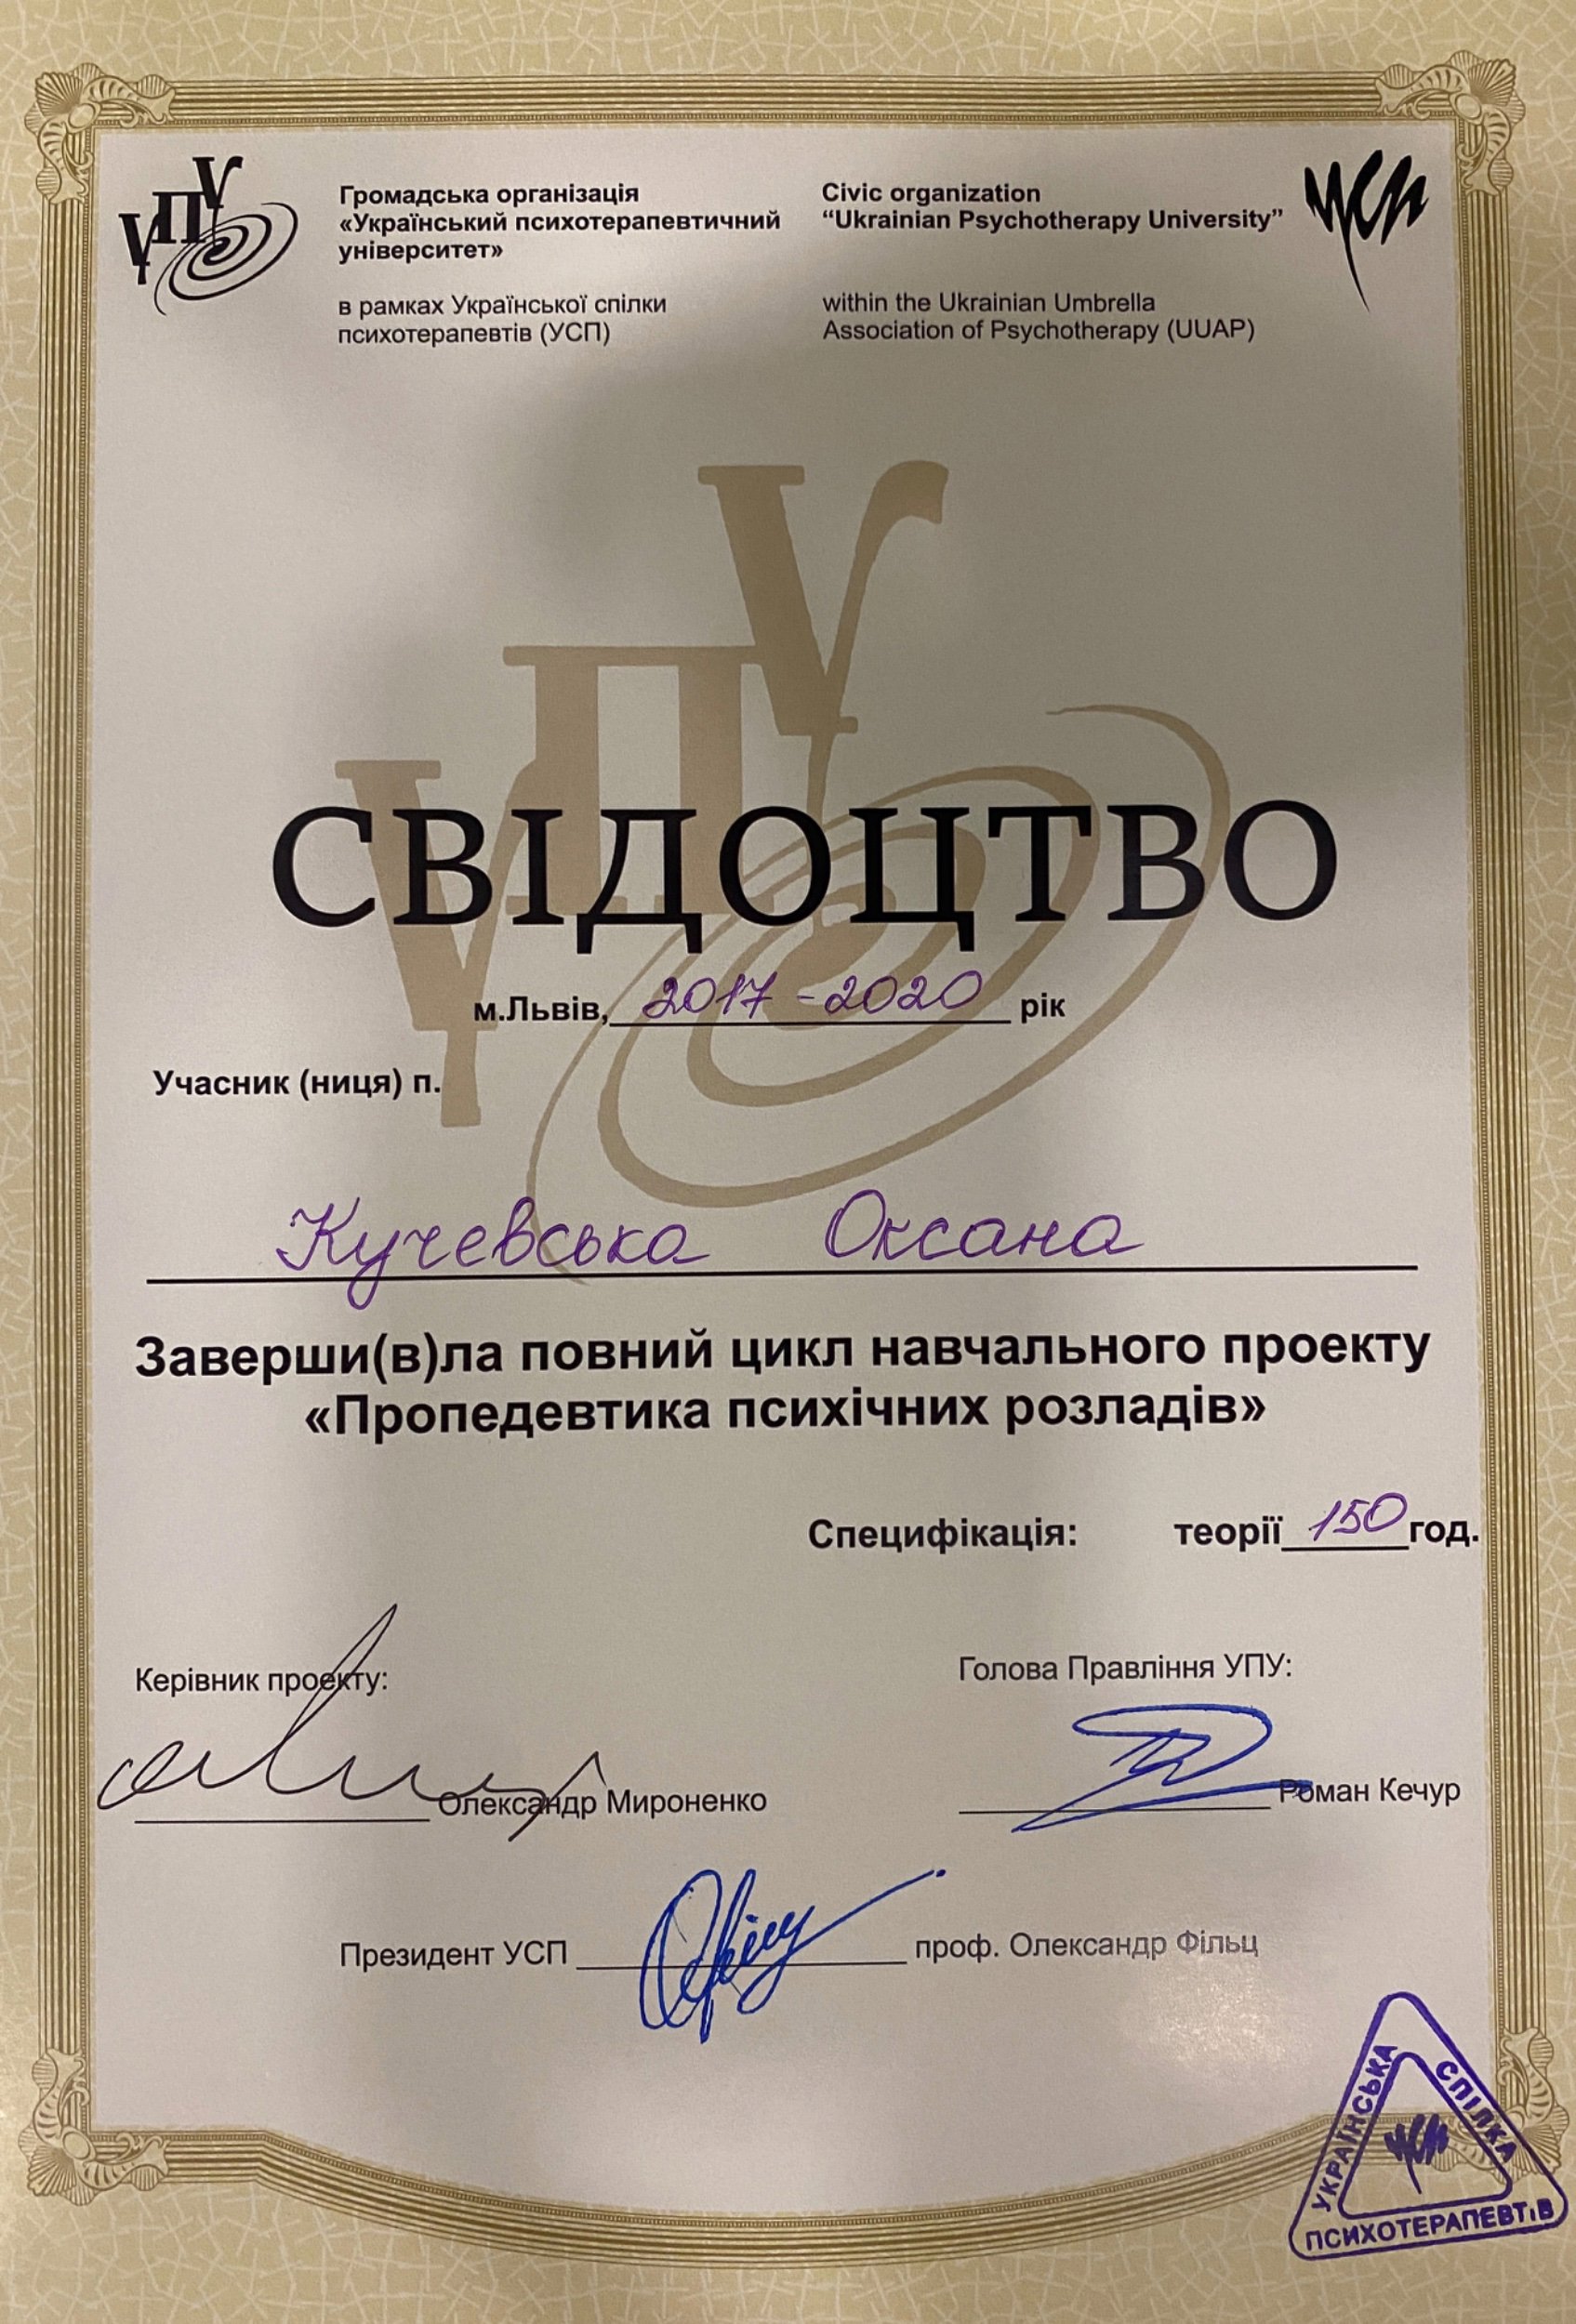 УПУ
Громадська організація
«Український психотерапевтичний
університет»
в рамках Української спілки
психотерапевтів (УСП)
Civic organization
“Ukrainian Psychotherapy University”
within the Ukrainian Umbrella
Association of Psychotherapy (UUAP)
УСП
УПУ
СВІДОЦТВО
м.Львів, 2017-2020 рік
Учасник (ниця) п.
Кучевська Оксана
Заверши(в)ла повний цикл навчального проекту
«Пропедевтика психічних розладів»
Специфікація: теорії 150 год.
Керівник проекту:
Олександр Мироненко
Голова Правління УПУ:
Роман Кечур
Президент УСП проф. Олександр Фільц
УКРАЇНСЬКА СПІЛКА
УСП
ПСИХОТЕРАПЕВТІВ